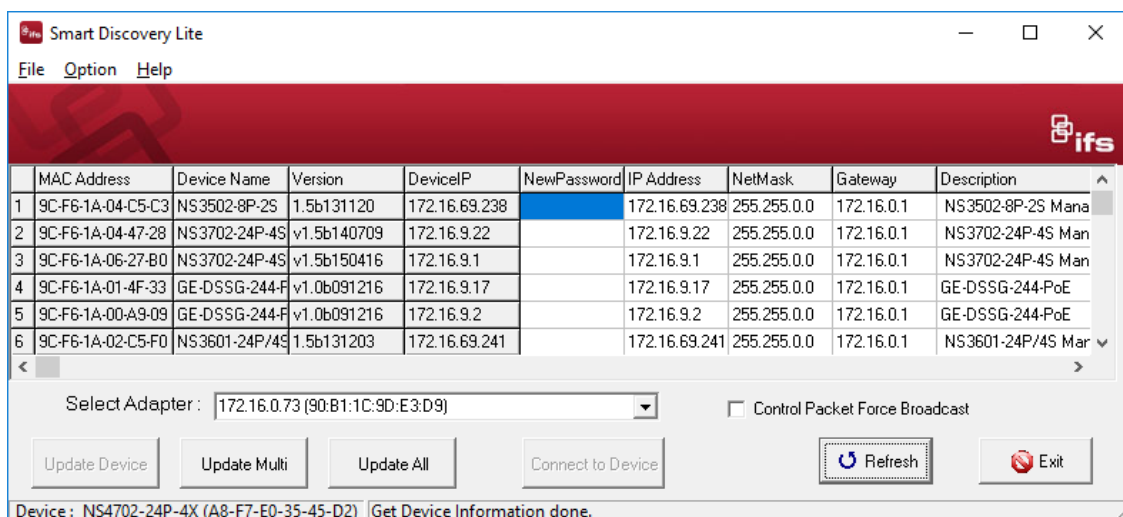 ifs Smart Discovery Lite
File Option Help
ifs
MAC Address Device Name Version DeviceIP NewPassword IP Address NetMask Gateway Description
1 9C-F6-1A-04-C5-C3 NS3502-8P-2S 1.5b131120 172.16.69.238 172.16.69.238 255.255.0.0 172.16.0.1 NS3502-8P-2S Mana
2 9C-F6-1A-04-47-28 NS3702-24P-4S v1.5b140709 172.16.9.22 172.16.9.22 255.255.0.0 172.16.0.1 NS3702-24P-4S Man
3 9C-F6-1A-06-27-B0 NS3702-24P-4S v1.5b150416 172.16.9.1 172.16.9.1 255.255.0.0 172.16.0.1 NS3702-24P-4S Man
4 9C-F6-1A-01-4F-33 GE-DSSG-244-F v1.0b091216 172.16.9.17 172.16.9.17 255.255.0.0 172.16.0.1 GE-DSSG-244-PoE
5 9C-F6-1A-00-A9-09 GE-DSSG-244-F v1.0b091216 172.16.9.2 172.16.9.2 255.255.0.0 172.16.0.1 GE-DSSG-244-PoE
6 9C-F6-1A-02-C5-F0 NS3601-24P/4S 1.5b131203 172.16.69.241 172.16.69.241 255.255.0.0 172.16.0.1 NS3601-24P/4S Mar
Select Adapter : 172.16.0.73 (90:B1:1C:9D:E3:D9) Control Packet Force Broadcast
Update Device Update Multi Update All Connect to Device Refresh Exit
Device : NS4702-24P-4X (A8-F7-E0-35-45-D2) Get Device Information done.